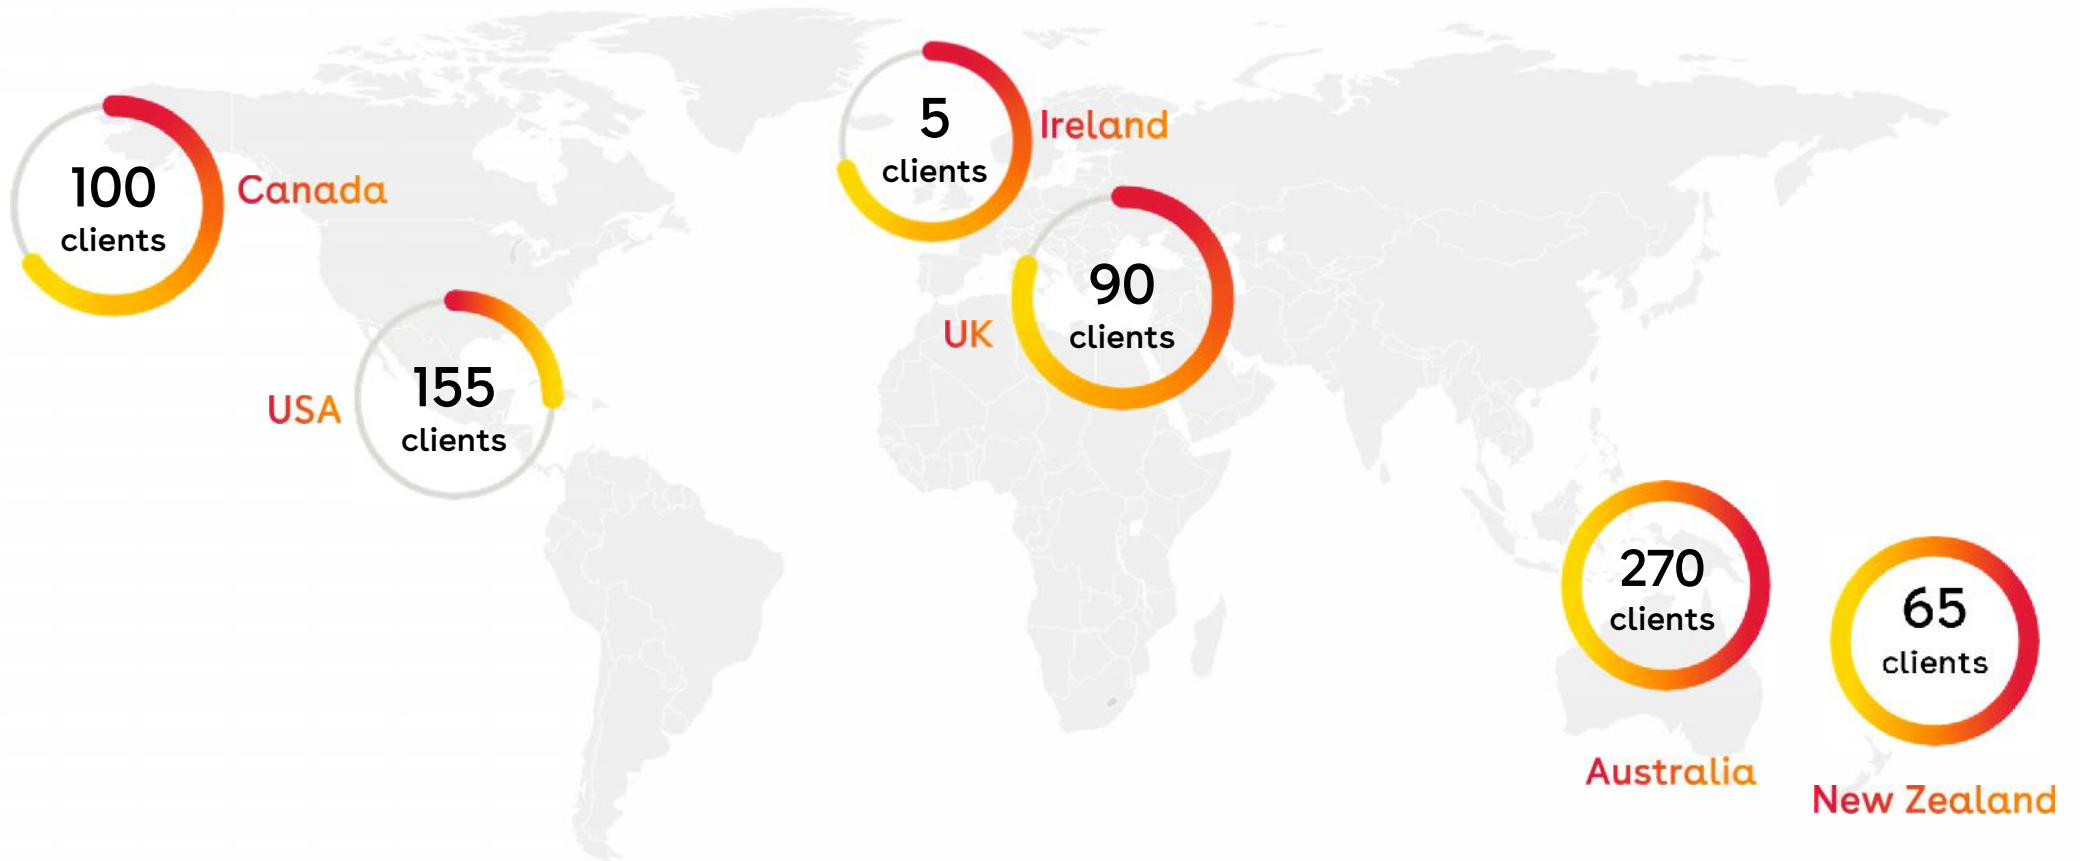 100
clients
Canada
155
clients
USA
5
clients
Ireland
90
clients
UK
270
clients
Australia
65
clients
New Zealand